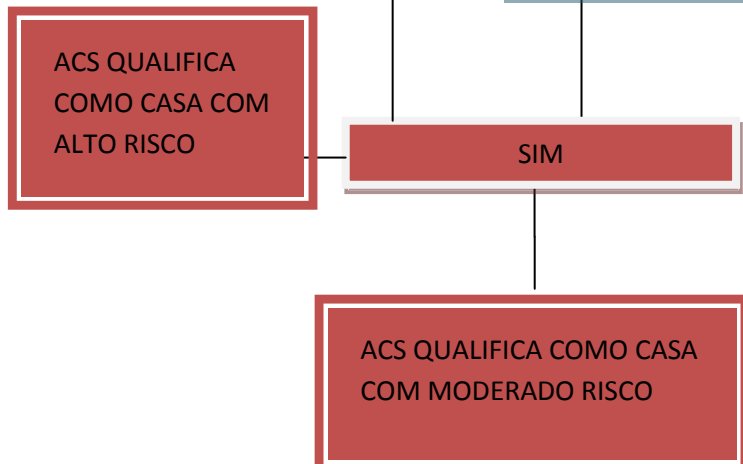 ACS QUALIFICA
COMO CASA COM
ALTO RISCO
SIM
ACS QUALIFICA COMO CASA
COM MODERADO RISCO